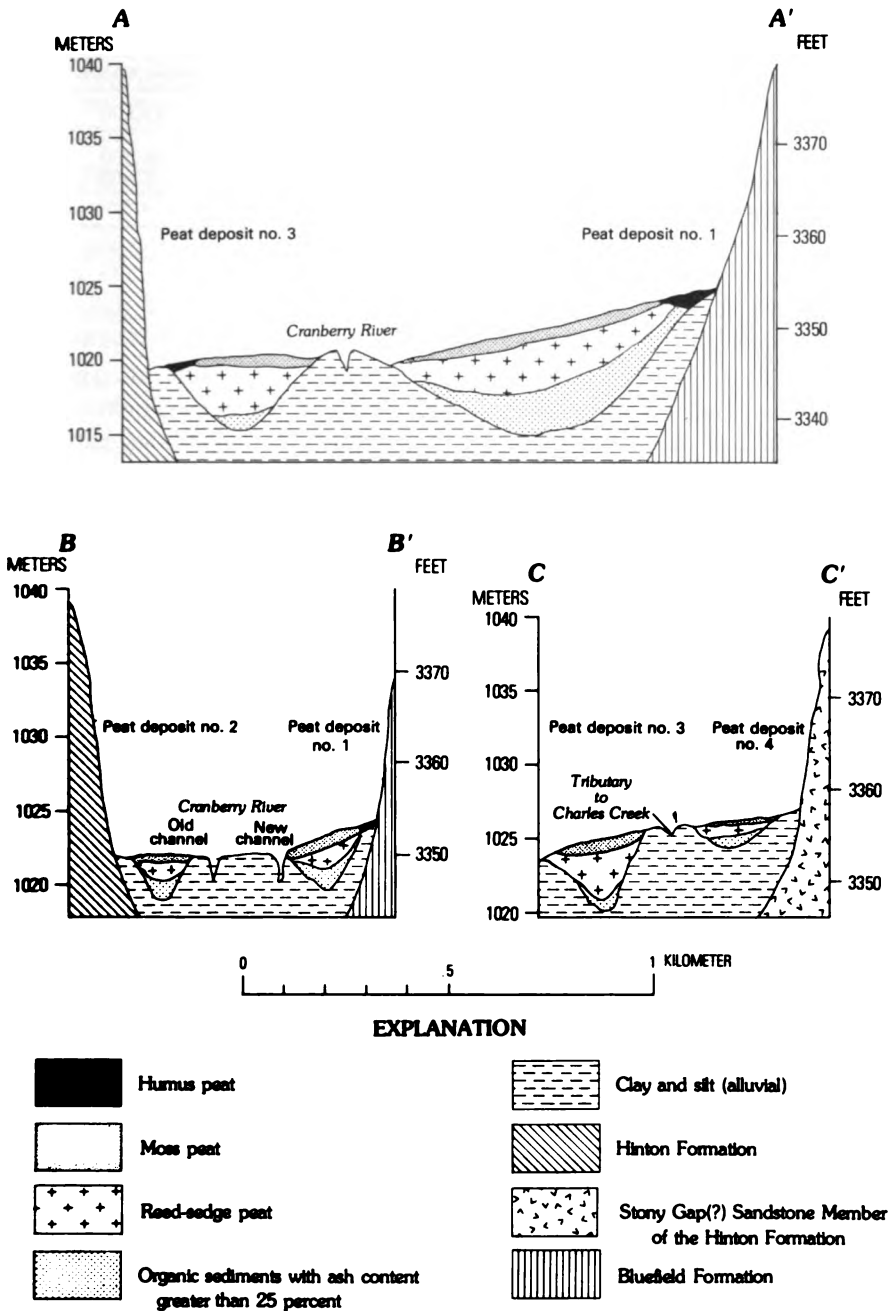 A A'
METERS FEET
1040
1035
1030
1025
1020
1015
3370
3360
3350
3340
Peat deposit no. 3
Peat deposit no. 1
Cranberry River
B B'
METERS FEET
1040
1035
1030
1025
1020
3370
3360
3350
Peat deposit no. 2
Peat deposit
no. 1
Cranberry River
Old
channel
New
channel
C C'
METERS FEET
1040
1035
1030
1025
1020
3370
3360
3350
Peat deposit no. 3
Peat deposit
no. 4
Tributary
to
Charles Creek
0 .5 1 KILOMETER
EXPLANATION
Humus peat
Moss peat
Reed-sedge peat
Organic sediments with ash content
greater than 25 percent
Clay and silt (alluvial)
Hinton Formation
Stony Gap(?) Sandstone Member
of the Hinton Formation
Bluefield Formation